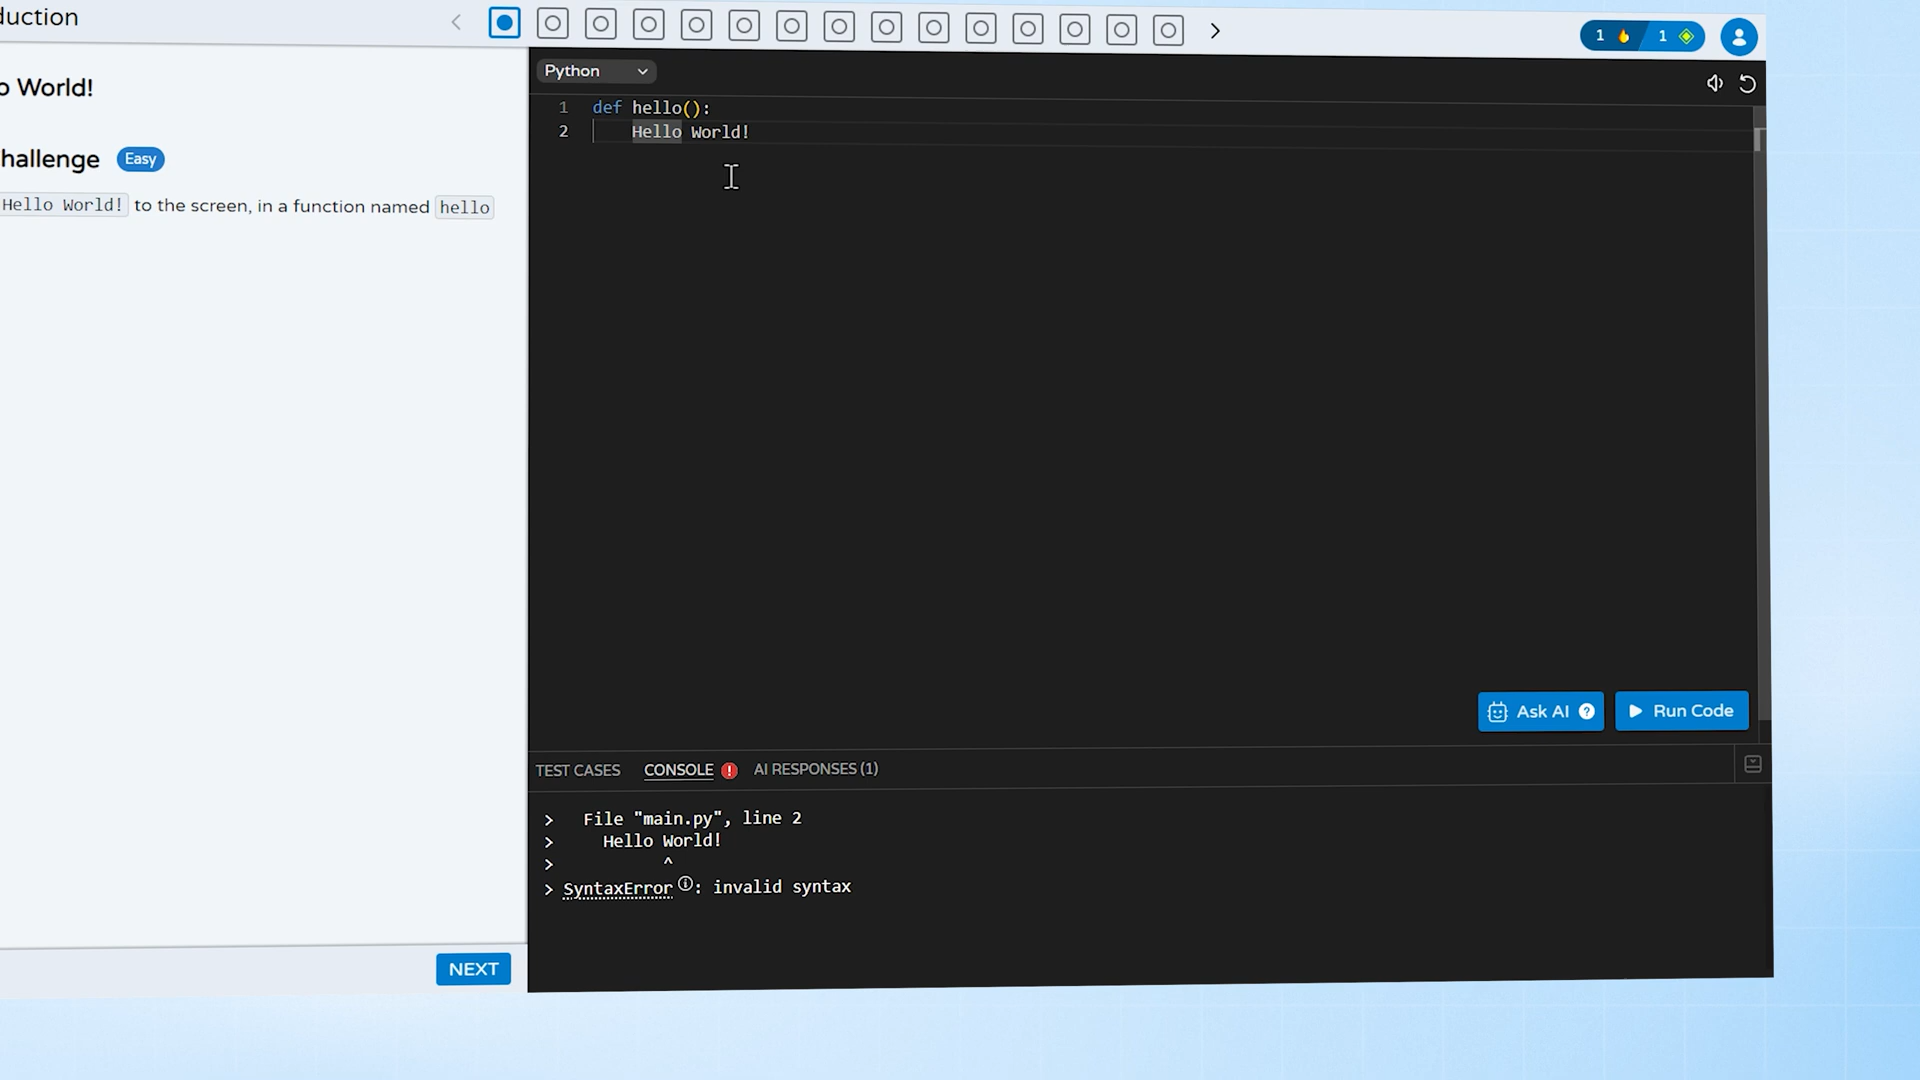 duction
1 1
o World!
hallenge Easy
Hello World! to the screen, in a function named hello
NEXT
Python
1 def hello():
2 Hello World!
Ask AI ? Run Code
TEST CASES CONSOLE ! AI RESPONSES (1)
> File "main.py", line 2
> Hello World!
> ^
> SyntaxError ⓘ: invalid syntax